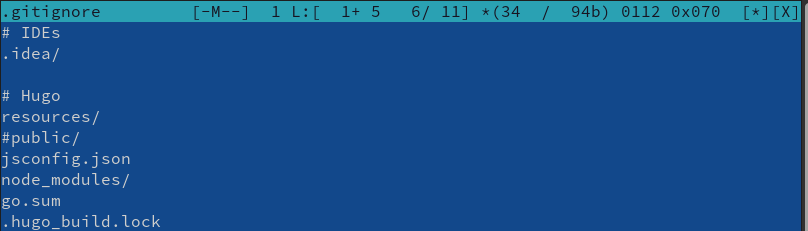 .gitignore [-M--] 1 L:[ 1+ 5 6/ 11] *(34 / 94b) 0112 0x070 [*][X]
# IDEs
.idea/
# Hugo
resources/
#public/
jsconfig.json
node_modules/
go.sum
.hugo_build.lock